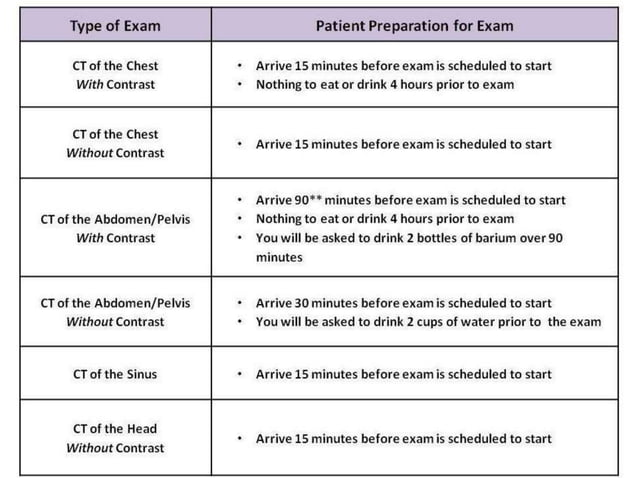 Type of Exam
Patient Preparation for Exam
CT of the Chest
With Contrast
• Arrive 15 minutes before exam is scheduled to start
• Nothing to eat or drink 4 hours prior to exam
CT of the Chest
Without Contrast
• Arrive 15 minutes before exam is scheduled to start
CT of the Abdomen/Pelvis
With Contrast
• Arrive 90** minutes before exam is scheduled to start
• Nothing to eat or drink 4 hours prior to exam
• You will be asked to drink 2 bottles of barium over 90
minutes
CT of the Abdomen/Pelvis
Without Contrast
• Arrive 30 minutes before exam is scheduled to start
• You will be asked to drink 2 cups of water prior to the exam
CT of the Sinus
• Arrive 15 minutes before exam is scheduled to start
CT of the Head
Without Contrast
• Arrive 15 minutes before exam is scheduled to start